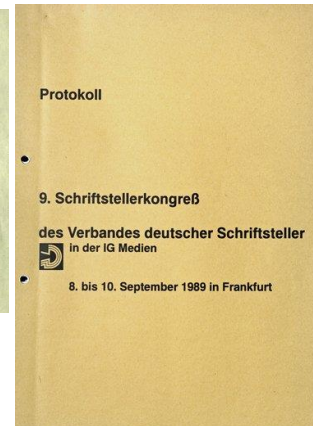 Protokoll
9. Schriftstellerkongreß
des Verbandes deutscher Schriftsteller
in der IG Medien
8. bis 10. September 1989 in Frankfurt